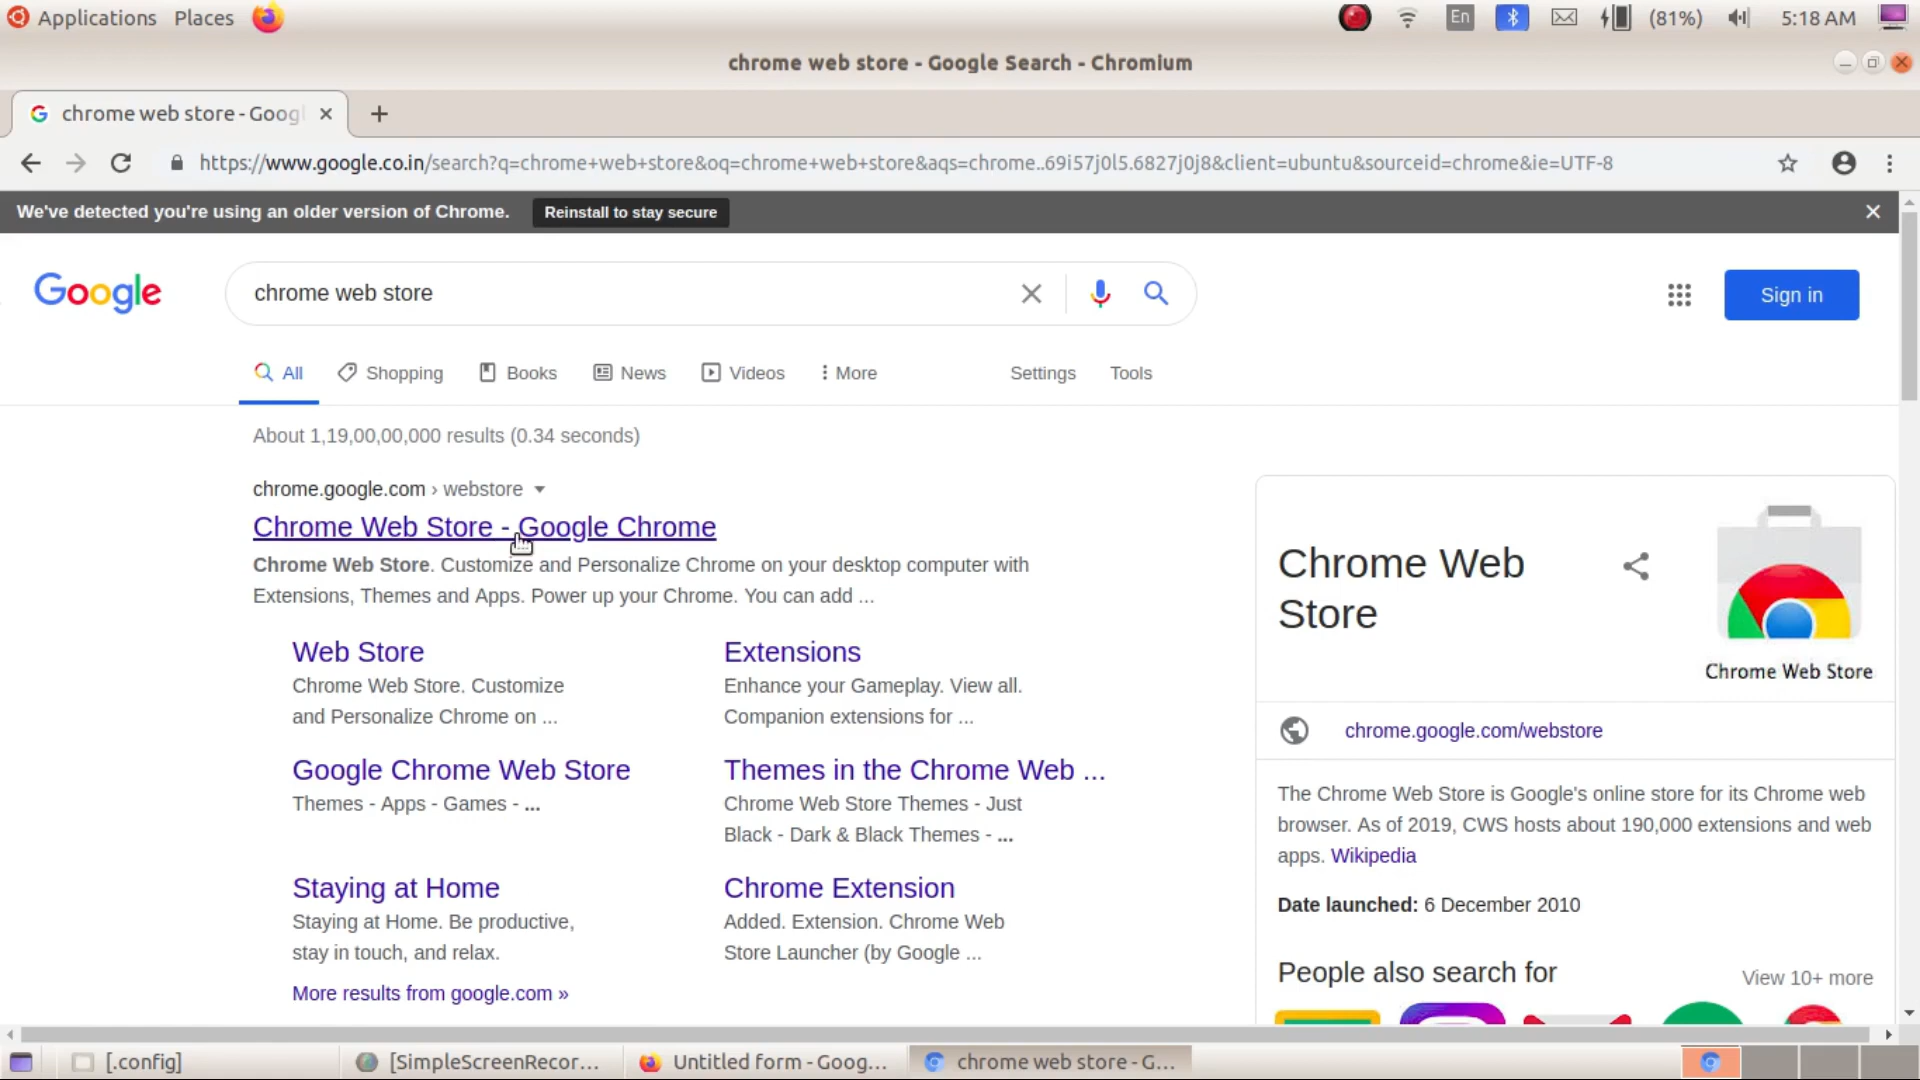 Applications Places En (81%) 5:18 AM
chrome web store - Google Search - Chromium
chrome web store - Googl
https://www.google.co.in/search?q=chrome+web+store&oq=chrome+web+store&aqs=chrome..69i57j0l5.6827j0j8&client=ubuntu&sourceid=chrome&ie=UTF-8
We've detected you're using an older version of Chrome. Reinstall to stay secure
Google chrome web store Sign in
All Shopping Books News Videos More Settings Tools
About 1,19,00,00,000 results (0.34 seconds)
chrome.google.com › webstore
Chrome Web Store - Google Chrome
Chrome Web Store. Customize and Personalize Chrome on your desktop computer with
Extensions, Themes and Apps. Power up your Chrome. You can add ...
Web Store
Chrome Web Store. Customize
and Personalize Chrome on ...
Extensions
Enhance your Gameplay. View all.
Companion extensions for ...
Google Chrome Web Store
Themes - Apps - Games - ...
Themes in the Chrome Web ...
Chrome Web Store Themes - Just
Black - Dark & Black Themes - ...
Staying at Home
Staying at Home. Be productive,
stay in touch, and relax.
Chrome Extension
Added. Extension. Chrome Web
Store Launcher (by Google ...
More results from google.com »
Chrome Web
Store
Chrome Web Store
chrome.google.com/webstore
The Chrome Web Store is Google's online store for its Chrome web
browser. As of 2019, CWS hosts about 190,000 extensions and web
apps. Wikipedia
Date launched: 6 December 2010
People also search for View 10+ more
[.config] [SimpleScreenRecor... Untitled form - Goog... chrome web store - G...